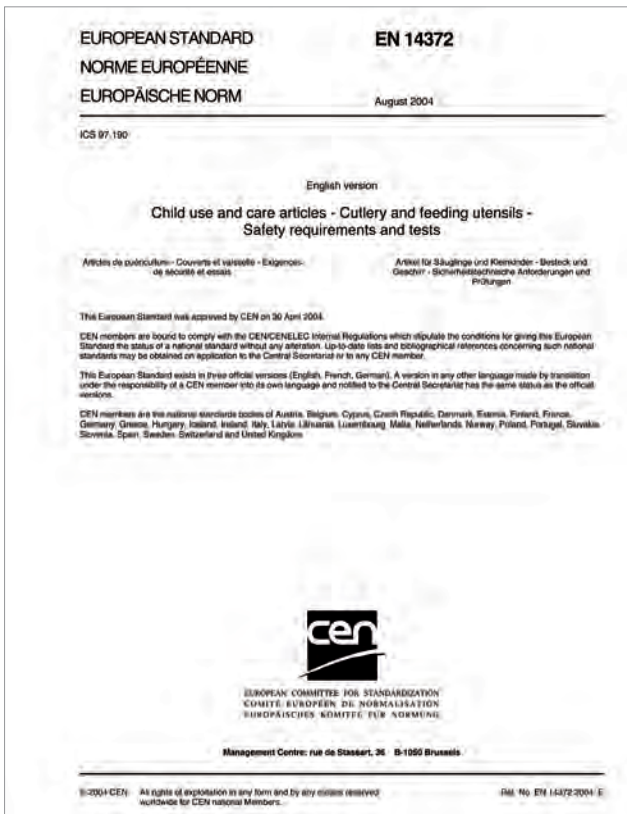 EUROPEAN STANDARD
NORME EUROPÉENNE
EUROPÄISCHE NORM
EN 14372
August 2004
ICS 97.190
English version
Child use and care articles - Cutlery and feeding utensils -
Safety requirements and tests
Articles de puériculture - Couverts et vaisselle - Exigences
de sécurité et essais
Artikel für Säuglinge und Kleinkinder - Besteck und
Geschirr - Sicherheitstechnische Anforderungen und
Prüfungen
This European Standard was approved by CEN on 30 April 2004.
CEN members are bound to comply with the CEN/CENELEC Internal Regulations which stipulate the conditions for giving this European
Standard the status of a national standard without any alteration. Up-to-date lists and bibliographical references concerning such national
standards may be obtained on application to the Central Secretariat or to any CEN member.
This European Standard exists in three official versions (English, French, German). A version in any other language made by translation
under the responsibility of a CEN member into its own language and notified to the Central Secretariat has the same status as the official
versions.
CEN members are the national standards bodies of Austria, Belgium, Cyprus, Czech Republic, Denmark, Estonia, Finland, France,
Germany, Greece, Hungary, Iceland, Ireland, Italy, Latvia, Lithuania, Luxembourg, Malta, Netherlands, Norway, Poland, Portugal, Slovakia,
Slovenia, Spain, Sweden, Switzerland and United Kingdom.
cen
EUROPEAN COMMITTEE FOR STANDARDIZATION
COMITÉ EUROPÉEN DE NORMALISATION
EUROPÄISCHES KOMITEE FÜR NORMUNG
Management Centre: rue de Stassart, 36 B-1050 Brussels
© 2004 CEN All rights of exploitation in any form and by any means reserved
worldwide for CEN national Members.
Ref. No. EN 14372:2004 E